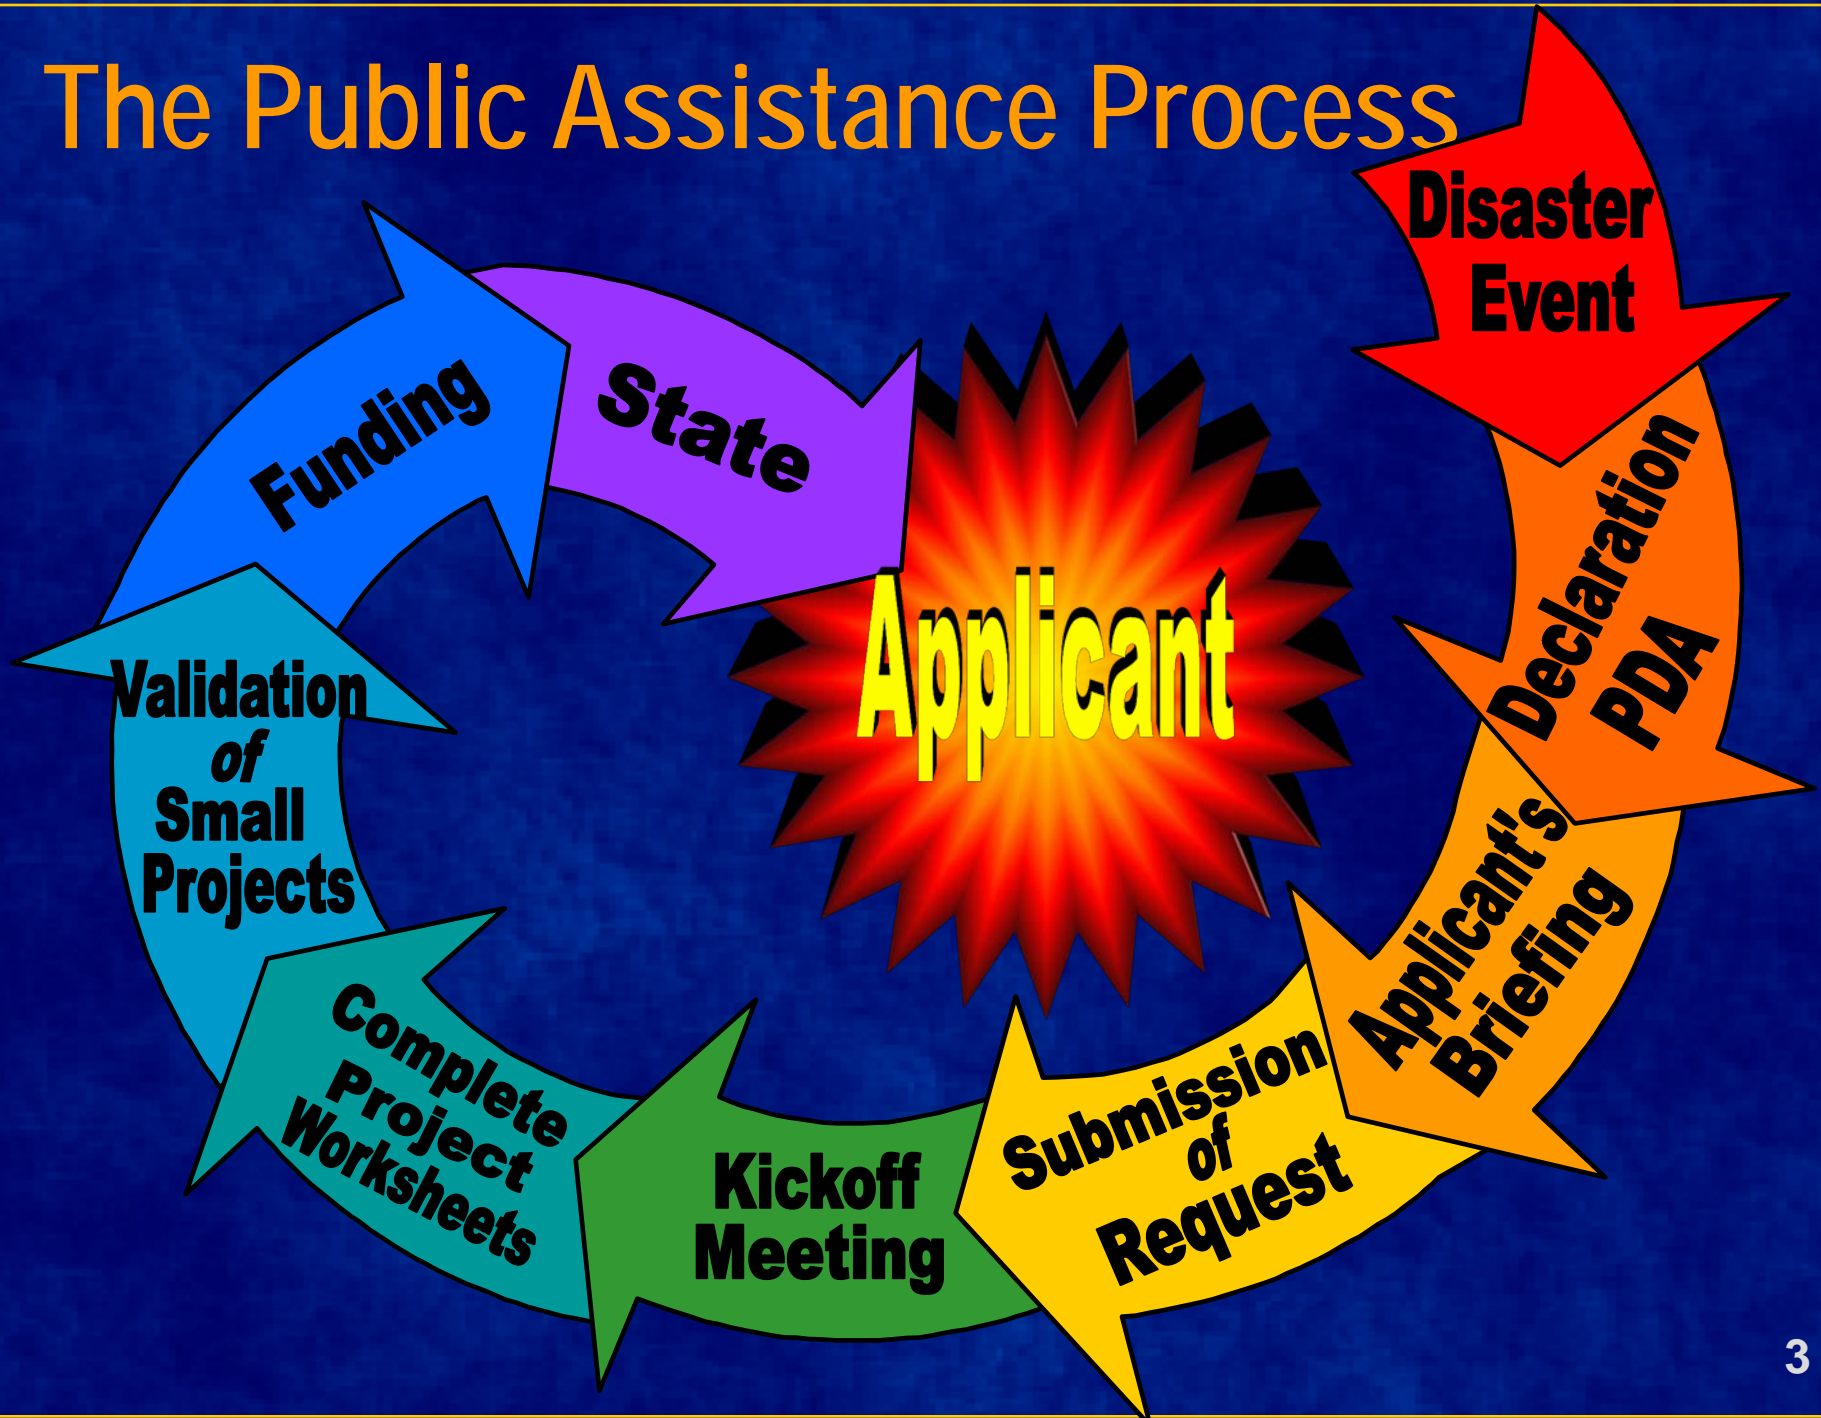 The Public Assistance Process
Disaster
Event
Declaration
PDA
Applicant's
Briefing
Submission
of
Request
Kickoff
Meeting
Complete
Project
Worksheets
Validation
of
Small
Projects
Funding
State
Applicant
3